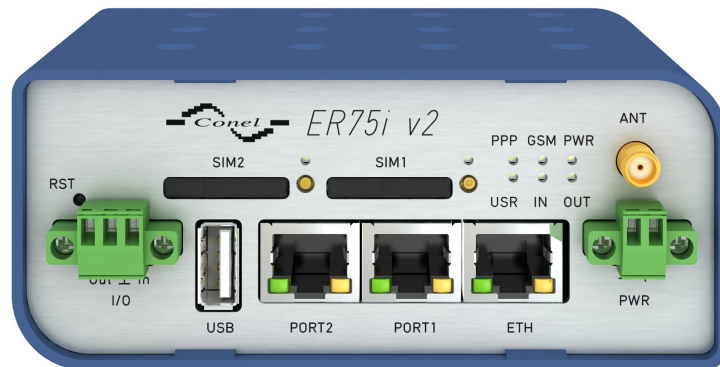 Conel ER75i v2
ANT
PPP GSM PWR
SIM2 SIM1
RST
USR IN OUT
Out ⊥ In
I/O
PWR
USB PORT2 PORT1 ETH